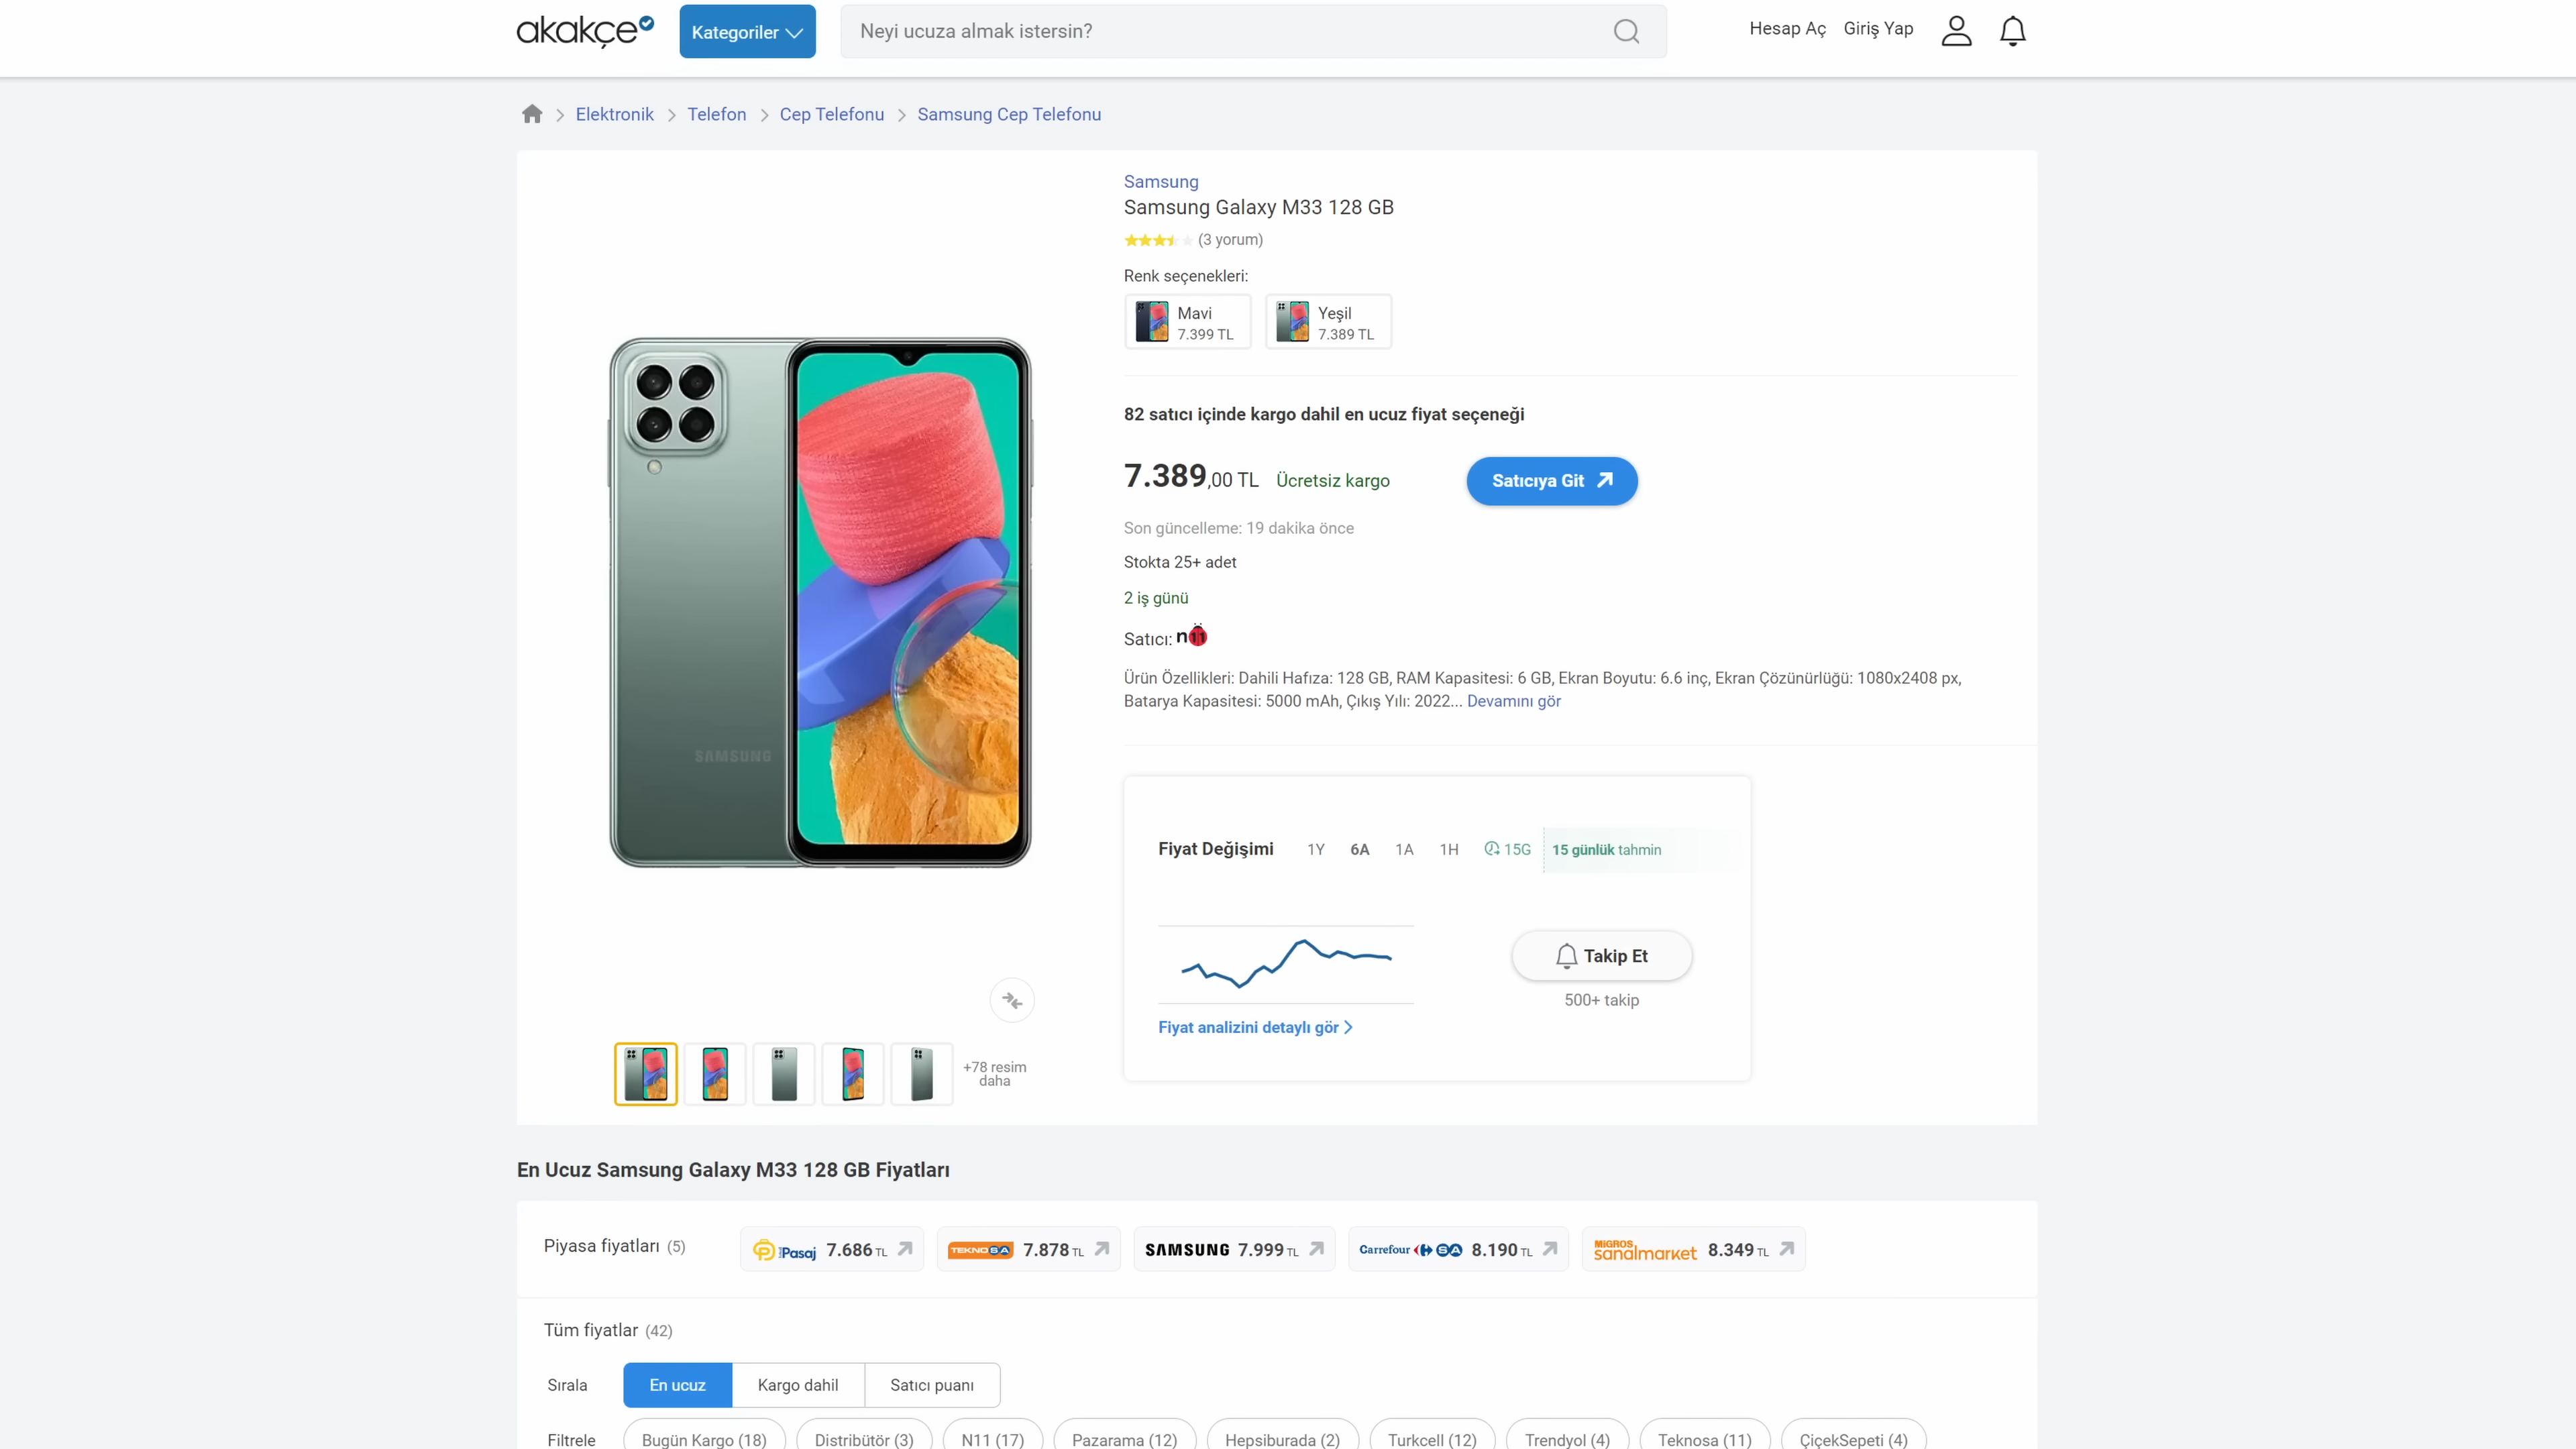 akakçe
Kategoriler
Neyi ucuza almak istersin?
Hesap Aç
Giriş Yap
Elektronik
Telefon
Cep Telefonu
Samsung Cep Telefonu
Samsung
Samsung Galaxy M33 128 GB
(3 yorum)
Renk seçenekleri:
Mavi
7.399 TL
Yeşil
7.389 TL
82 satıcı içinde kargo dahil en ucuz fiyat seçeneği
7.389,00 TL Ücretsiz kargo
Satıcıya Git
Son güncelleme: 19 dakika önce
Stokta 25+ adet
2 iş günü
Satıcı: n11
Ürün Özellikleri: Dahili Hafıza: 128 GB, RAM Kapasitesi: 6 GB, Ekran Boyutu: 6.6 inç, Ekran Çözünürlüğü: 1080x2408 px,
Batarya Kapasitesi: 5000 mAh, Çıkış Yılı: 2022... Devamını gör
SAMSUNG
Fiyat Değişimi 1Y 6A 1A 1H 15G 15 günlük tahmin
Takip Et
500+ takip
Fiyat analizini detaylı gör
+78 resim
daha
En Ucuz Samsung Galaxy M33 128 GB Fiyatları
Piyasa fiyatları (5)
Pasaj 7.686 TL
TEKNOSA 7.878 TL
SAMSUNG 7.999 TL
Carrefour SA 8.190 TL
MİGROS
sanalmarket 8.349 TL
Tüm fiyatlar (42)
Sırala
En ucuz
Kargo dahil
Satıcı puanı
Filtrele
Bugün Kargo (18)
Distribütör (3)
N11 (17)
Pazarama (12)
Hepsiburada (2)
Turkcell (12)
Trendyol (4)
Teknosa (11)
ÇiçekSepeti (4)